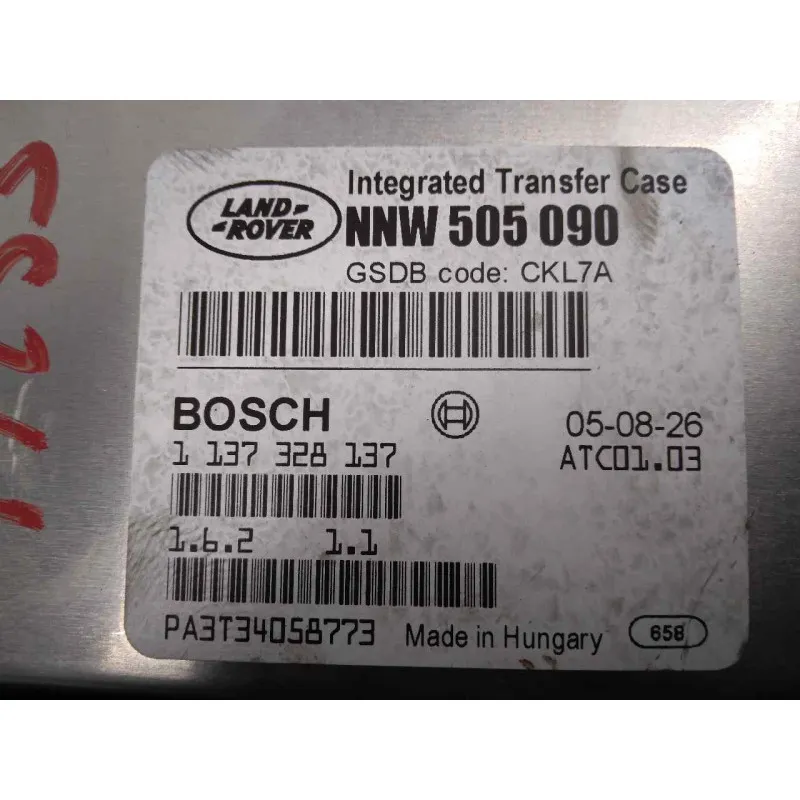 LAND
ROVER
Integrated Transfer Case
NNW 505 090
GSDB code: CKL7A
BOSCH
05-08-26
1 137 328 137
ATC01.03
1.6.2 1.1
PA3T34058773 Made in Hungary 658